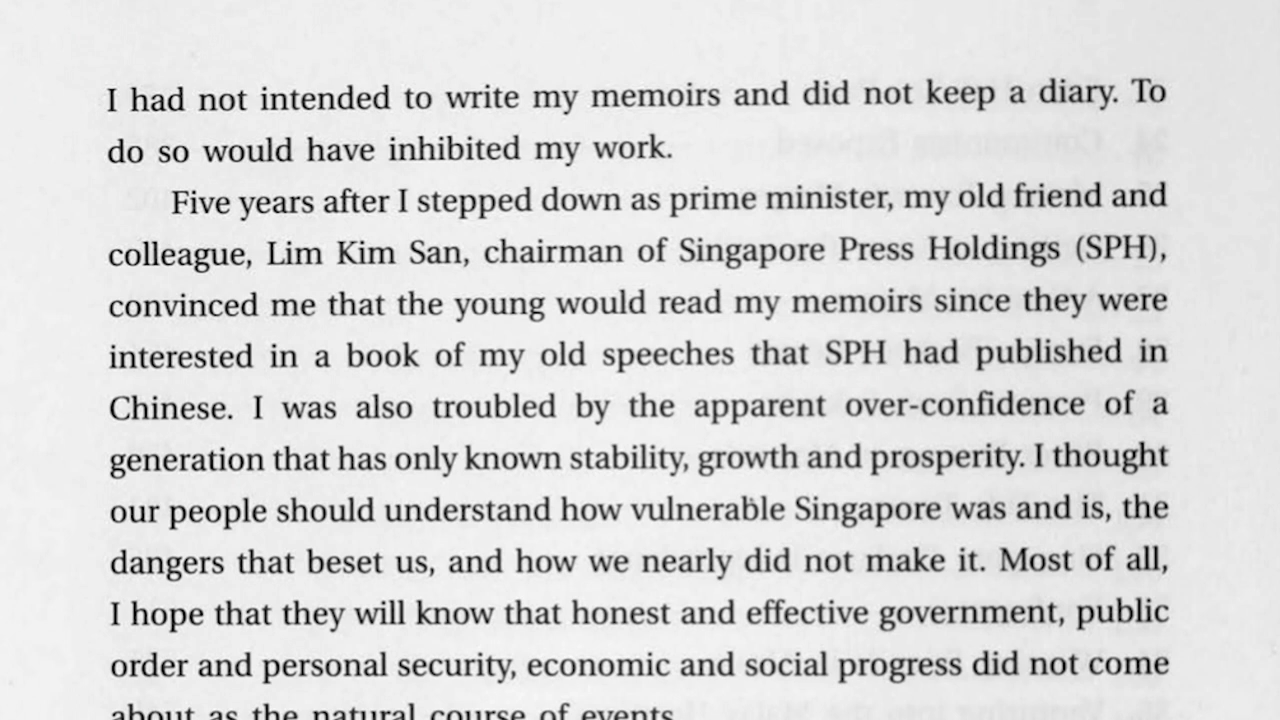 I had not intended to write my memoirs and did not keep a diary. To
do so would have inhibited my work.
Five years after I stepped down as prime minister, my old friend and
colleague, Lim Kim San, chairman of Singapore Press Holdings (SPH),
convinced me that the young would read my memoirs since they were
interested in a book of my old speeches that SPH had published in
Chinese. I was also troubled by the apparent over-confidence of a
generation that has only known stability, growth and prosperity. I thought
our people should understand how vulnerable Singapore was and is, the
dangers that beset us, and how we nearly did not make it. Most of all,
I hope that they will know that honest and effective government, public
order and personal security, economic and social progress did not come
about as the natural course of events.